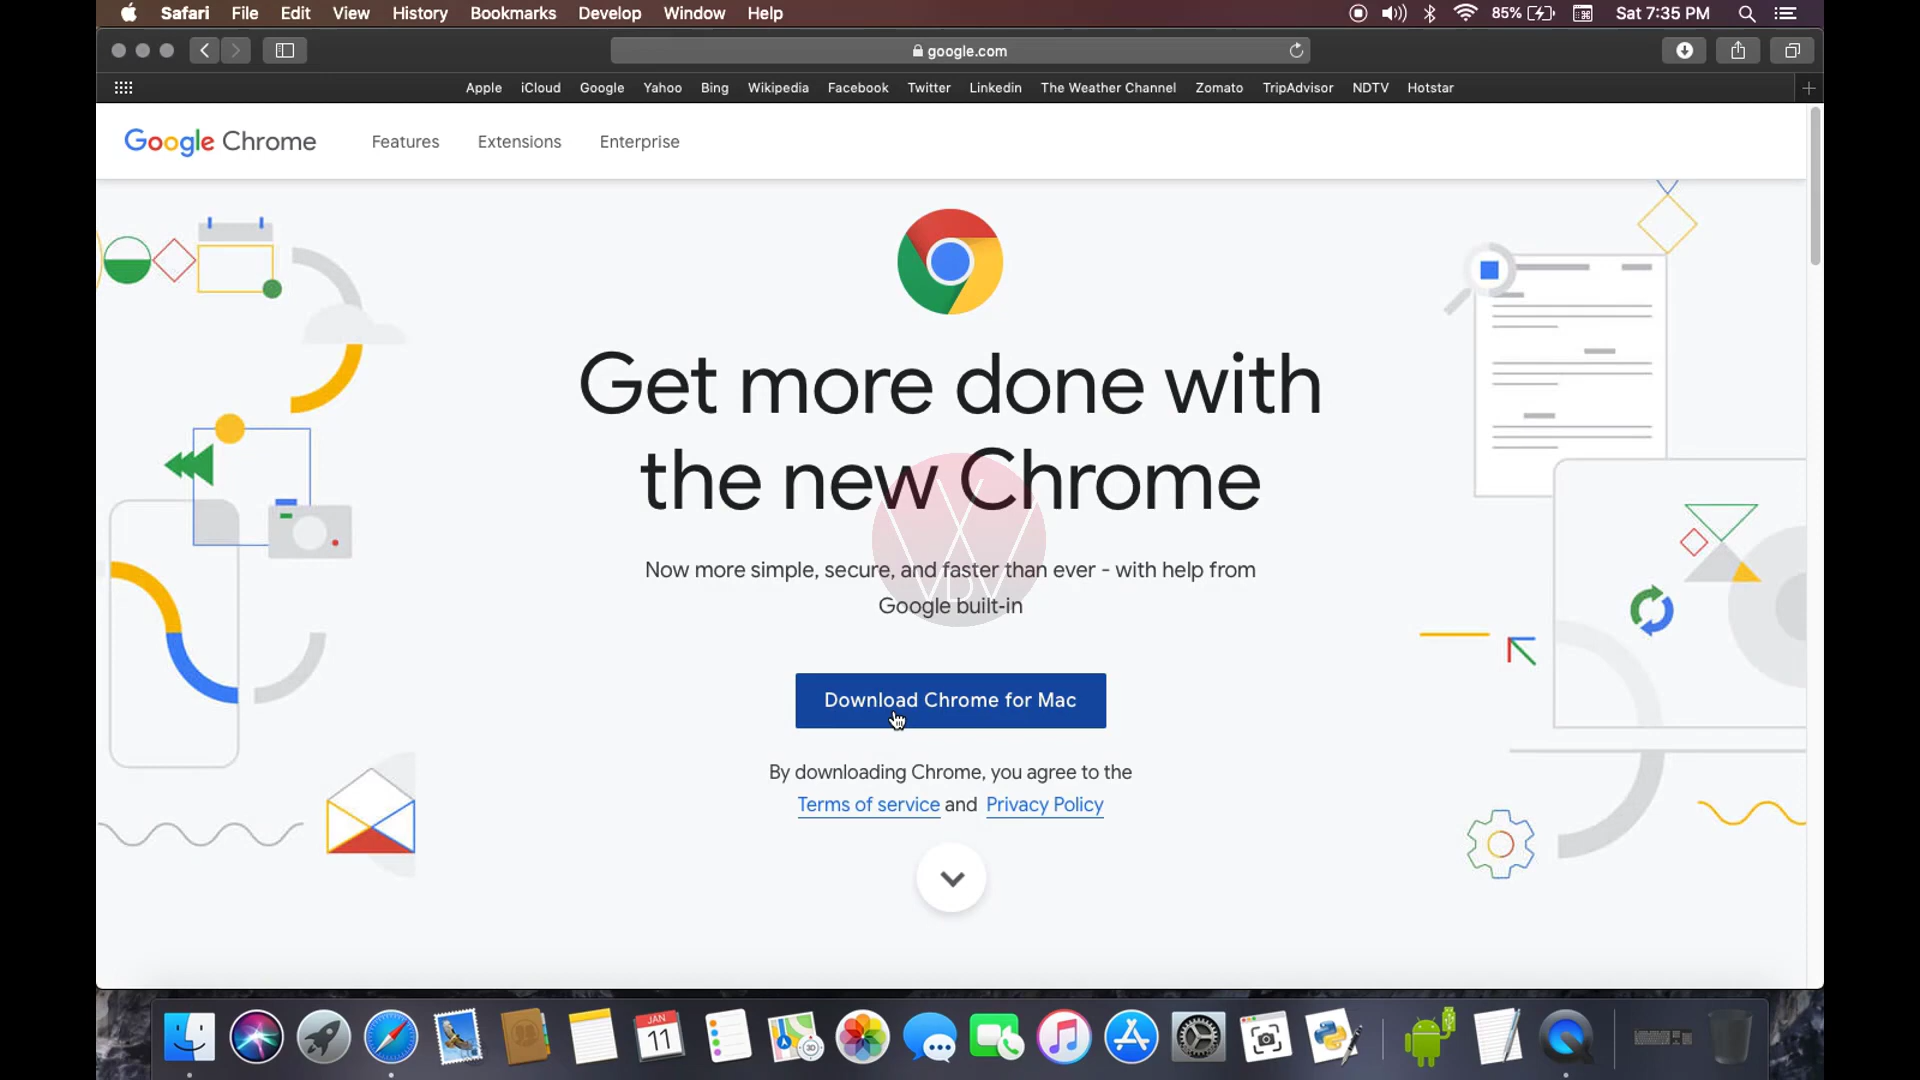 Safari File Edit View History Bookmarks Develop Window Help 85% Sat 7:35 PM
google.com
Apple iCloud Google Yahoo Bing Wikipedia Facebook Twitter Linkedin The Weather Channel Zomato TripAdvisor NDTV Hotstar
Google Chrome Features Extensions Enterprise
Get more done with
the new Chrome
Now more simple, secure, and faster than ever - with help from
Google built-in
Download Chrome for Mac
By downloading Chrome, you agree to the
Terms of service and Privacy Policy
JAN
11
3D